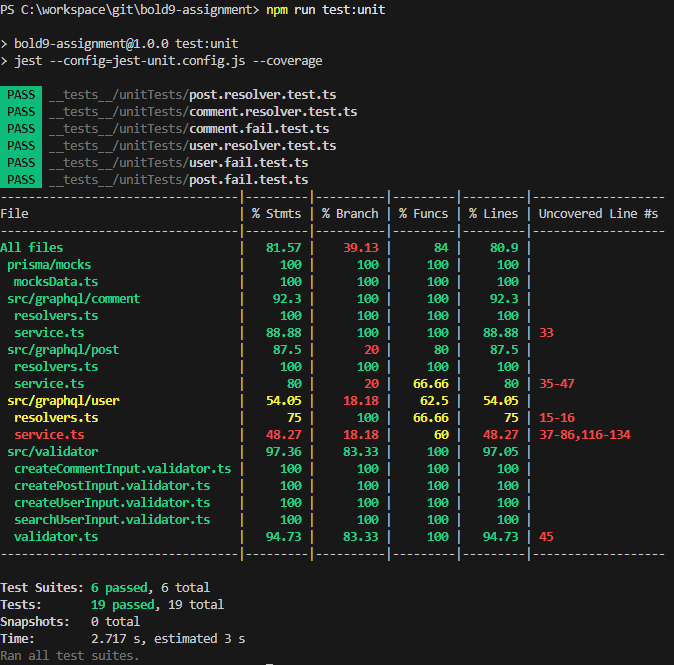 PS C:\workspace\git\bold9-assignment> npm run test:unit
> bold9-assignment@1.0.0 test:unit
> jest --config=jest-unit.config.js --coverage
PASS __tests__/unitTests/post.resolver.test.ts
PASS __tests__/unitTests/comment.resolver.test.ts
PASS __tests__/unitTests/comment.fail.test.ts
PASS __tests__/unitTests/user.resolver.test.ts
PASS __tests__/unitTests/user.fail.test.ts
PASS __tests__/unitTests/post.fail.test.ts
--------------------------------|---------|----------|---------|---------|-------------------
File | % Stmts | % Branch | % Funcs | % Lines | Uncovered Line #s
--------------------------------|---------|----------|---------|---------|-------------------
All files | 81.57 | 39.13 | 84 | 80.9 |
prisma/mocks | 100 | 100 | 100 | 100 |
mocksData.ts | 100 | 100 | 100 | 100 |
src/graphql/comment | 92.3 | 100 | 100 | 92.3 |
resolvers.ts | 100 | 100 | 100 | 100 |
service.ts | 88.88 | 100 | 100 | 88.88 | 33
src/graphql/post | 87.5 | 20 | 80 | 87.5 |
resolvers.ts | 100 | 100 | 100 | 100 |
service.ts | 80 | 20 | 66.66 | 80 | 35-47
src/graphql/user | 54.05 | 18.18 | 62.5 | 54.05 |
resolvers.ts | 75 | 100 | 66.66 | 75 | 15-16
service.ts | 48.27 | 18.18 | 60 | 48.27 | 37-86,116-134
src/validator | 97.36 | 83.33 | 100 | 97.05 |
createCommentInput.validator.ts | 100 | 100 | 100 | 100 |
createPostInput.validator.ts | 100 | 100 | 100 | 100 |
createUserInput.validator.ts | 100 | 100 | 100 | 100 |
searchUserInput.validator.ts | 100 | 100 | 100 | 100 |
validator.ts | 94.73 | 83.33 | 100 | 94.73 | 45
--------------------------------|---------|----------|---------|---------|-------------------
Test Suites: 6 passed, 6 total
Tests: 19 passed, 19 total
Snapshots: 0 total
Time: 2.717 s, estimated 3 s
Ran all test suites.